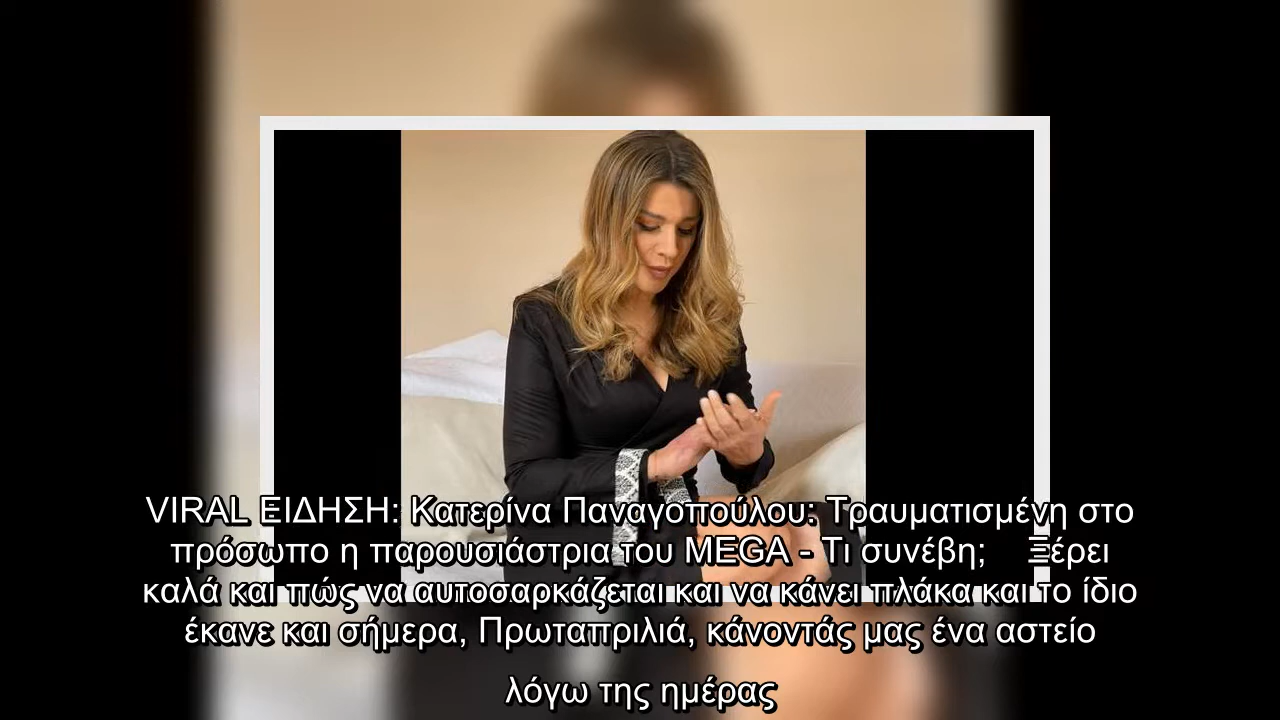 VIRAL ΕΙΔΗΣΗ: Κατερίνα Παναγοπούλου: Τραυματισμένη στο
πρόσωπο η παρουσιάστρια του MEGA - Τι συνέβη; Ξέρει
καλά και πώς να αυτοσαρκάζεται και να κάνει πλάκα και το ίδιο
έκανε και σήμερα, Πρωταπριλιά, κάνοντάς μας ένα αστείο
λόγω της ημέρας